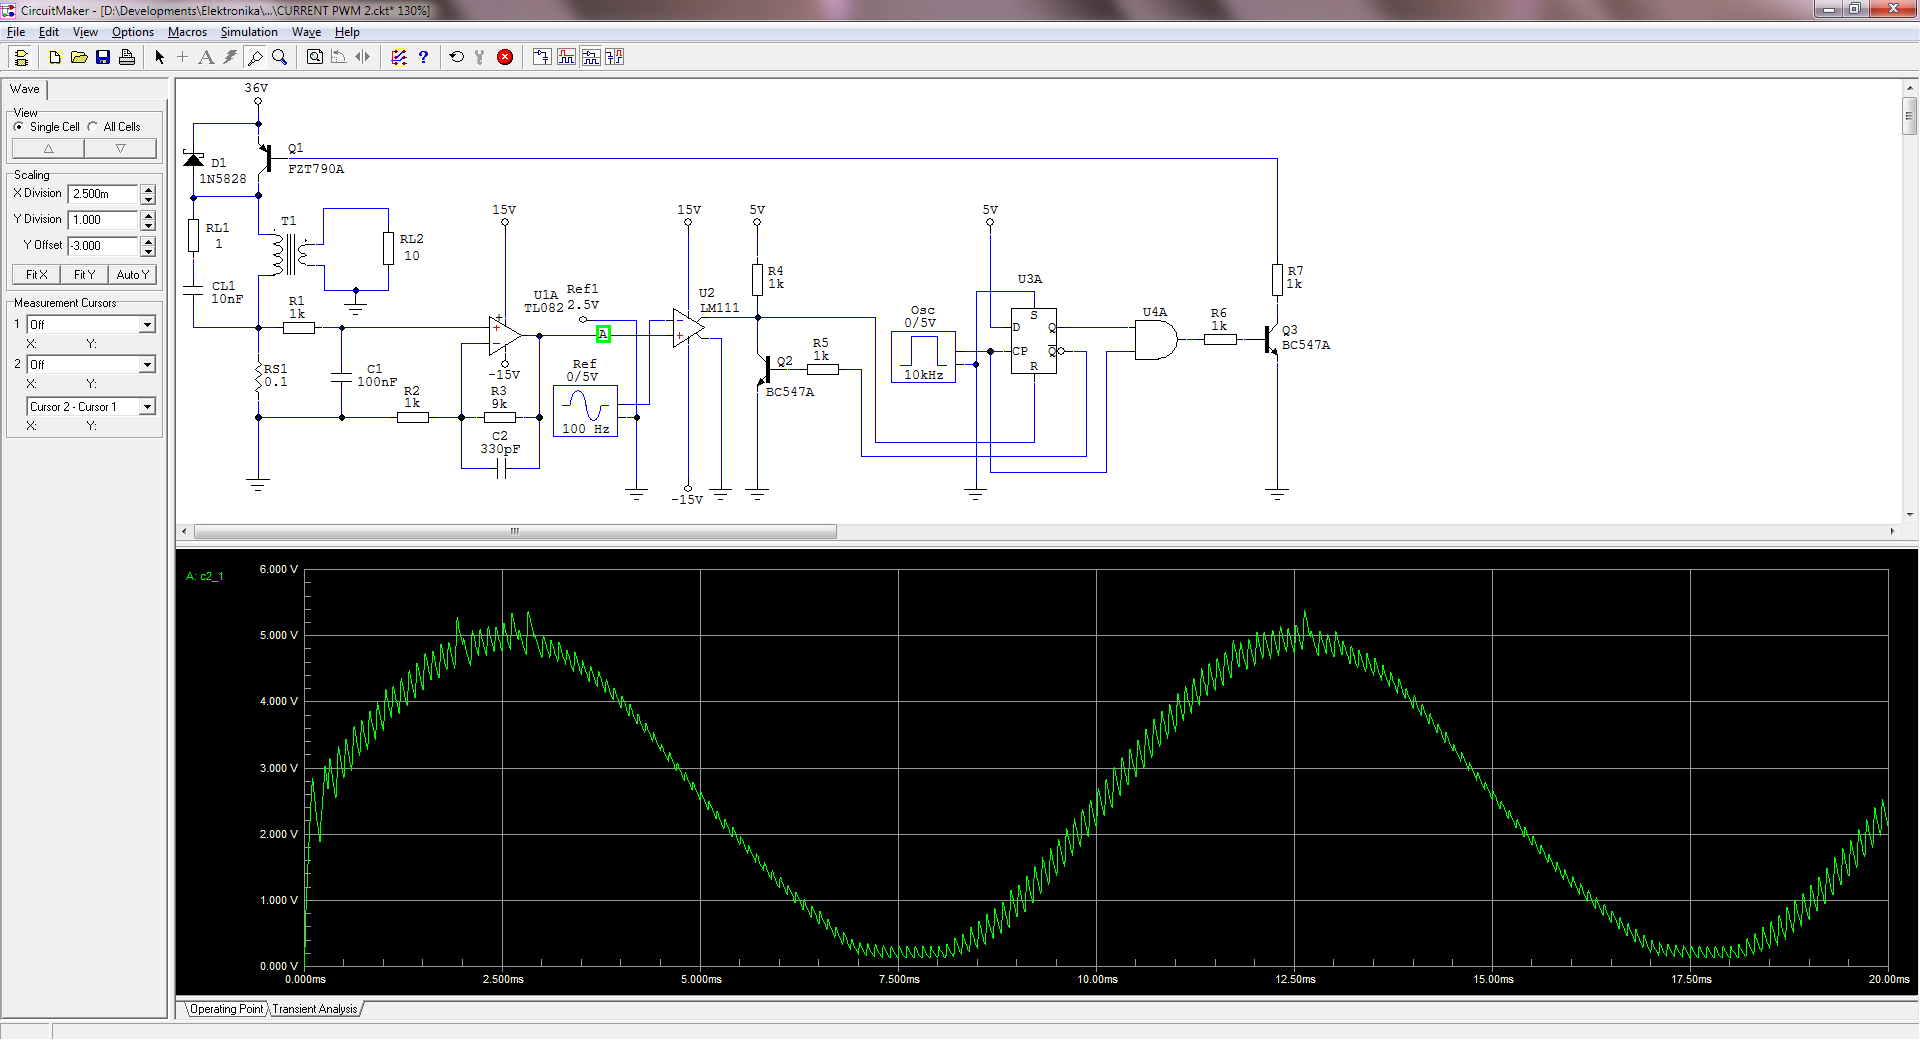 CircuitMaker - [D:\Developments\Elektronika\...\CURRENT PWM 2.ckt* 130%]
File Edit View Options Macros Simulation Wave Help
Wave
View
Single Cell All Cells
Scaling
X Division 2.500m
Y Division 1.000
Y Offset -3.000
Fit X Fit Y Auto Y
Measurement Cursors
1 Off
X: Y:
2 Off
X: Y:
Cursor 2 - Cursor 1
X: Y:
36V
Q1
FZT790A
D1
1N5828
RL1
1
T1
RL2
10
CL1
10nF
R1
1k
RS1
0.1
C1
100nF
R2
1k
15V
U1A
TL082
-15V
R3
9k
C2
330pF
Ref1
2.5V
A
Ref
0/5V
100 Hz
15V
U2
LM111
-15V
5V
R4
1k
Q2
BC547A
R5
1k
Osc
0/5V
10kHz
5V
U3A
S
D Q
CP Q
R
U4A
R6
1k
R7
1k
Q3
BC547A
A: c2_1
6.000 V
5.000 V
4.000 V
3.000 V
2.000 V
1.000 V
0.000 V
0.000ms 2.500ms 5.000ms 7.500ms 10.00ms 12.50ms 15.00ms 17.50ms 20.00ms
Operating Point Transient Analysis